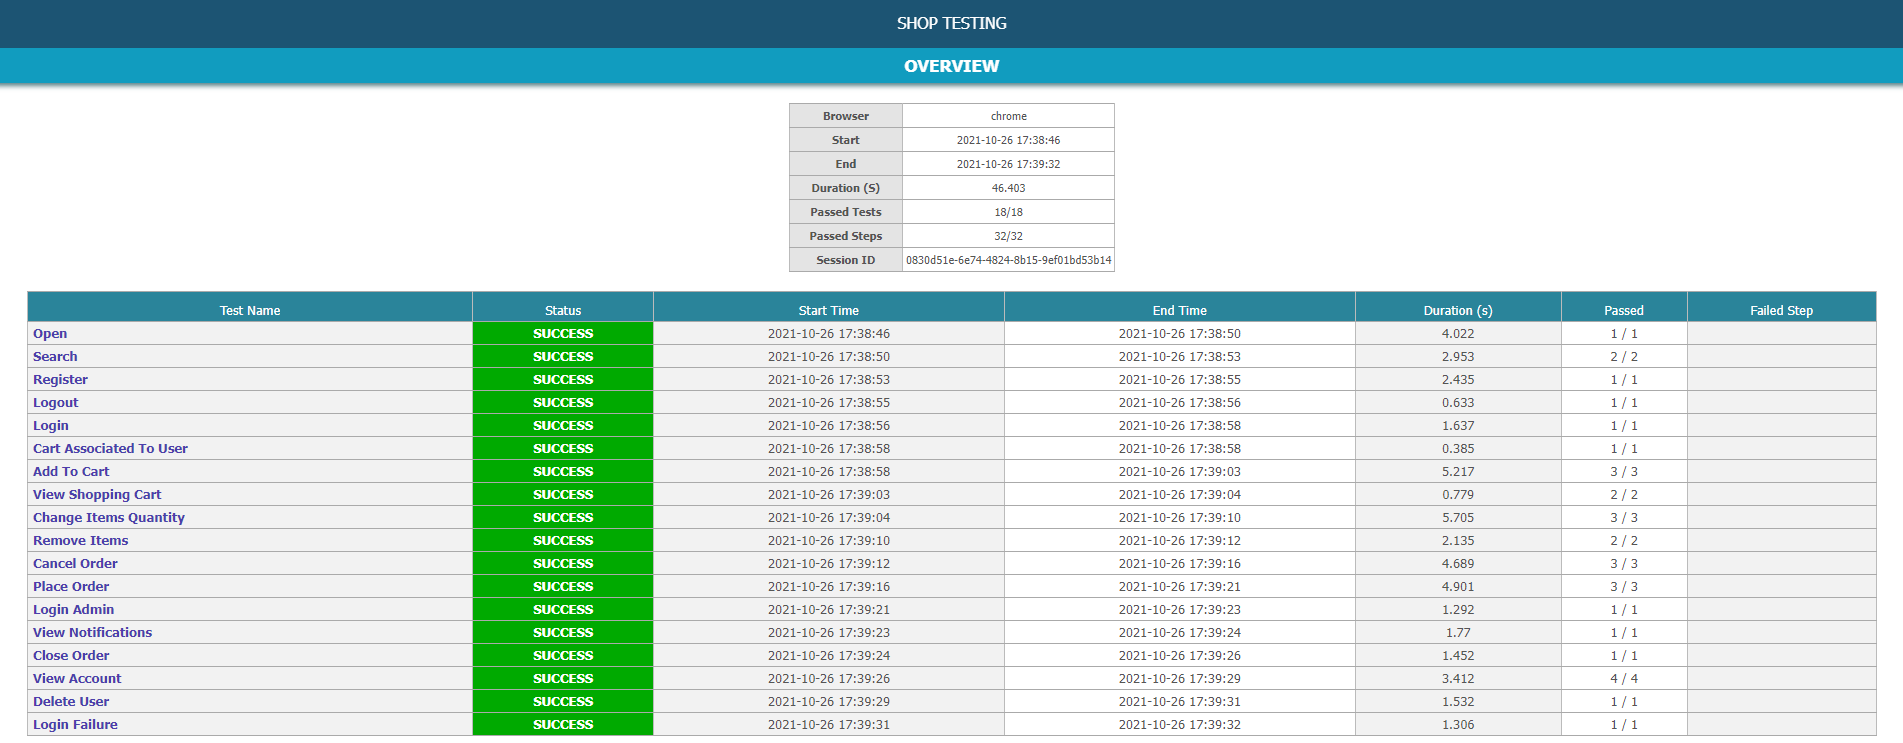 SHOP TESTING
OVERVIEW
Browser chrome
Start 2021-10-26 17:38:46
End 2021-10-26 17:39:32
Duration (S) 46.403
Passed Tests 18/18
Passed Steps 32/32
Session ID 0830d51e-6e74-4824-8b15-9ef01bd53b14
Test Name Status Start Time End Time Duration (s) Passed Failed Step
Open SUCCESS 2021-10-26 17:38:46 2021-10-26 17:38:50 4.022 1 / 1
Search SUCCESS 2021-10-26 17:38:50 2021-10-26 17:38:53 2.953 2 / 2
Register SUCCESS 2021-10-26 17:38:53 2021-10-26 17:38:55 2.435 1 / 1
Logout SUCCESS 2021-10-26 17:38:55 2021-10-26 17:38:56 0.633 1 / 1
Login SUCCESS 2021-10-26 17:38:56 2021-10-26 17:38:58 1.637 1 / 1
Cart Associated To User SUCCESS 2021-10-26 17:38:58 2021-10-26 17:38:58 0.385 1 / 1
Add To Cart SUCCESS 2021-10-26 17:38:58 2021-10-26 17:39:03 5.217 3 / 3
View Shopping Cart SUCCESS 2021-10-26 17:39:03 2021-10-26 17:39:04 0.779 2 / 2
Change Items Quantity SUCCESS 2021-10-26 17:39:04 2021-10-26 17:39:10 5.705 3 / 3
Remove Items SUCCESS 2021-10-26 17:39:10 2021-10-26 17:39:12 2.135 2 / 2
Cancel Order SUCCESS 2021-10-26 17:39:12 2021-10-26 17:39:16 4.689 3 / 3
Place Order SUCCESS 2021-10-26 17:39:16 2021-10-26 17:39:21 4.901 3 / 3
Login Admin SUCCESS 2021-10-26 17:39:21 2021-10-26 17:39:23 1.292 1 / 1
View Notifications SUCCESS 2021-10-26 17:39:23 2021-10-26 17:39:24 1.77 1 / 1
Close Order SUCCESS 2021-10-26 17:39:24 2021-10-26 17:39:26 1.452 1 / 1
View Account SUCCESS 2021-10-26 17:39:26 2021-10-26 17:39:29 3.412 4 / 4
Delete User SUCCESS 2021-10-26 17:39:29 2021-10-26 17:39:31 1.532 1 / 1
Login Failure SUCCESS 2021-10-26 17:39:31 2021-10-26 17:39:32 1.306 1 / 1